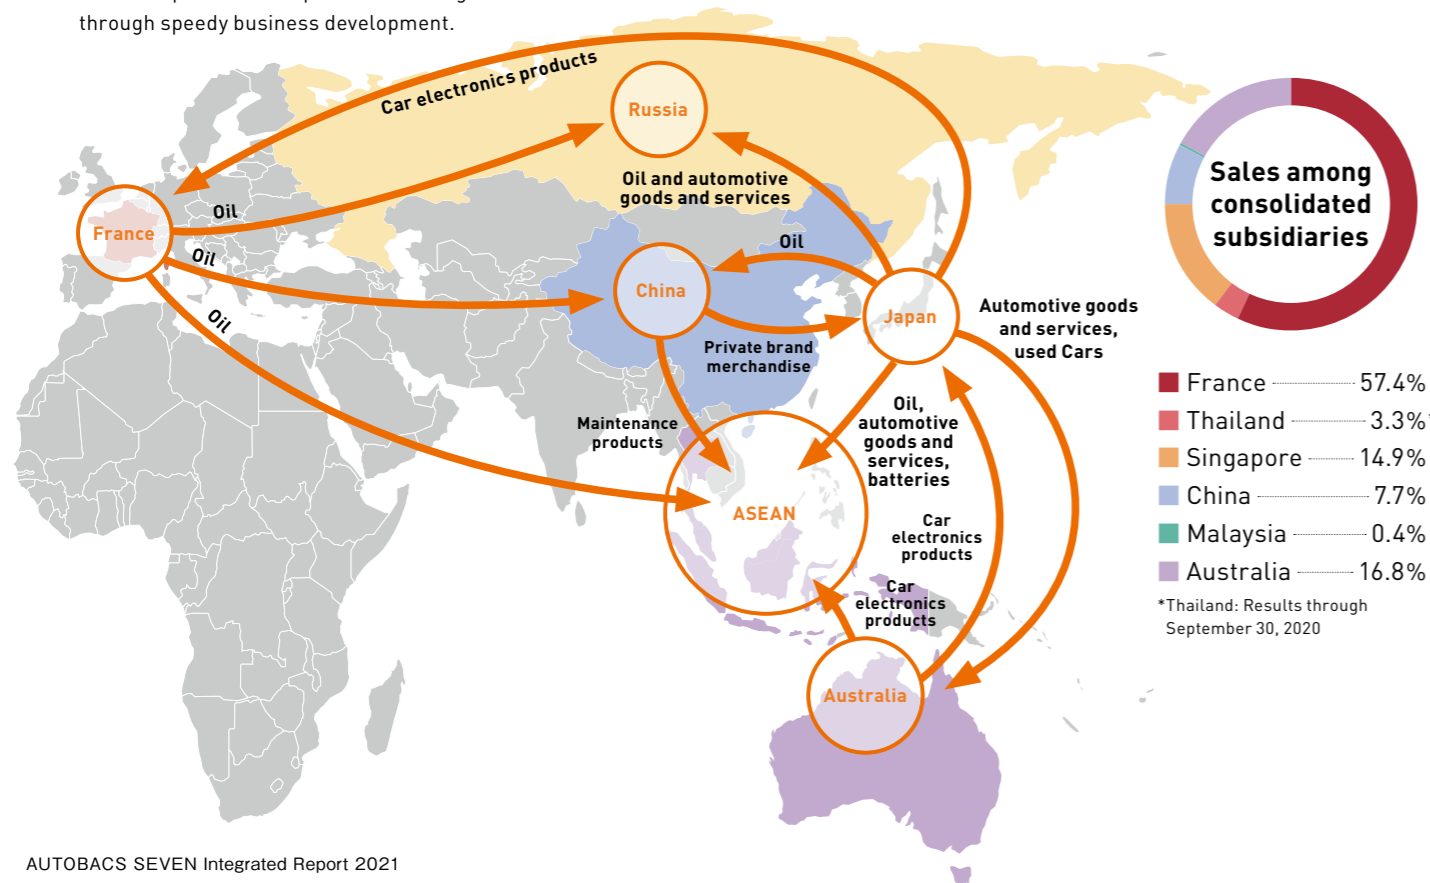 through speedy business development.
Car electronics products
Russia
Oil and automotive
goods and services
Oil
France
Oil
Oil
Oil
China
Japan
Private brand
merchandise
Automotive goods
and services,
used Cars
Maintenance
products
Oil,
automotive
goods and
services,
batteries
ASEAN
Car
electronics
products
Car
electronics
products
Australia
Sales among
consolidated
subsidiaries
France 57.4%
Thailand 3.3%*
Singapore 14.9%
China 7.7%
Malaysia 0.4%
Australia 16.8%
*Thailand: Results through
September 30, 2020
AUTOBACS SEVEN Integrated Report 2021